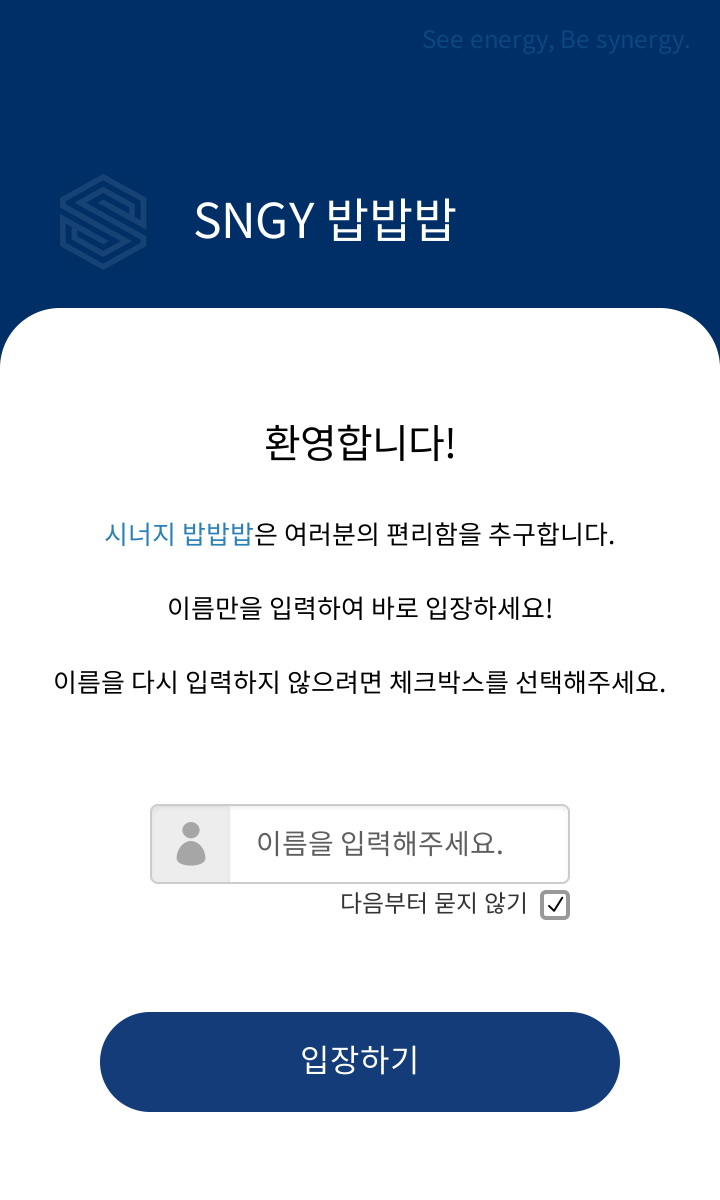 See energy, Be synergy.
SNGY 밥밥밥
환영합니다!
시너지 밥밥밥은 여러분의 편리함을 추구합니다.
이름만을 입력하여 바로 입장하세요!
이름을 다시 입력하지 않으려면 체크박스를 선택해주세요.
이름을 입력해주세요.
다음부터 묻지 않기
입장하기